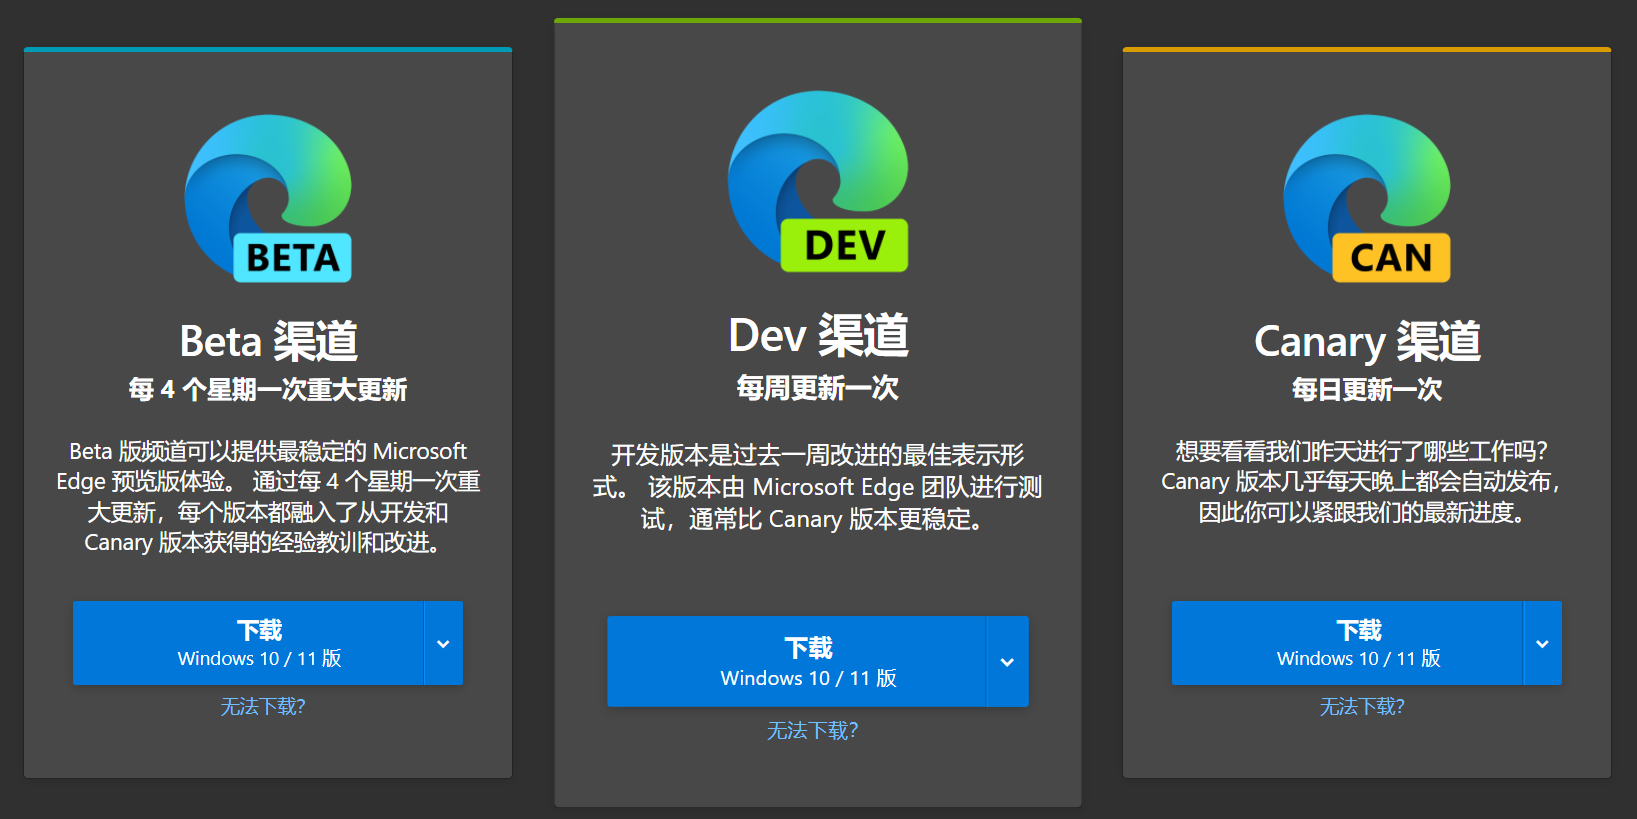 BETA
Beta 渠道
每 4 个星期一次重大更新
Beta 版频道可以提供最稳定的 Microsoft
Edge 预览版体验。 通过每 4 个星期一次重
大更新，每个版本都融入了从开发和
Canary 版本获得的经验教训和改进。
下载
Windows 10 / 11 版
无法下载?
DEV
Dev 渠道
每周更新一次
开发版本是过去一周改进的最佳表示形
式。 该版本由 Microsoft Edge 团队进行测
试，通常比 Canary 版本更稳定。
下载
Windows 10 / 11 版
无法下载?
CAN
Canary 渠道
每日更新一次
想要看看我们昨天进行了哪些工作吗?
Canary 版本几乎每天晚上都会自动发布，
因此你可以紧跟我们的最新进度。
下载
Windows 10 / 11 版
无法下载?